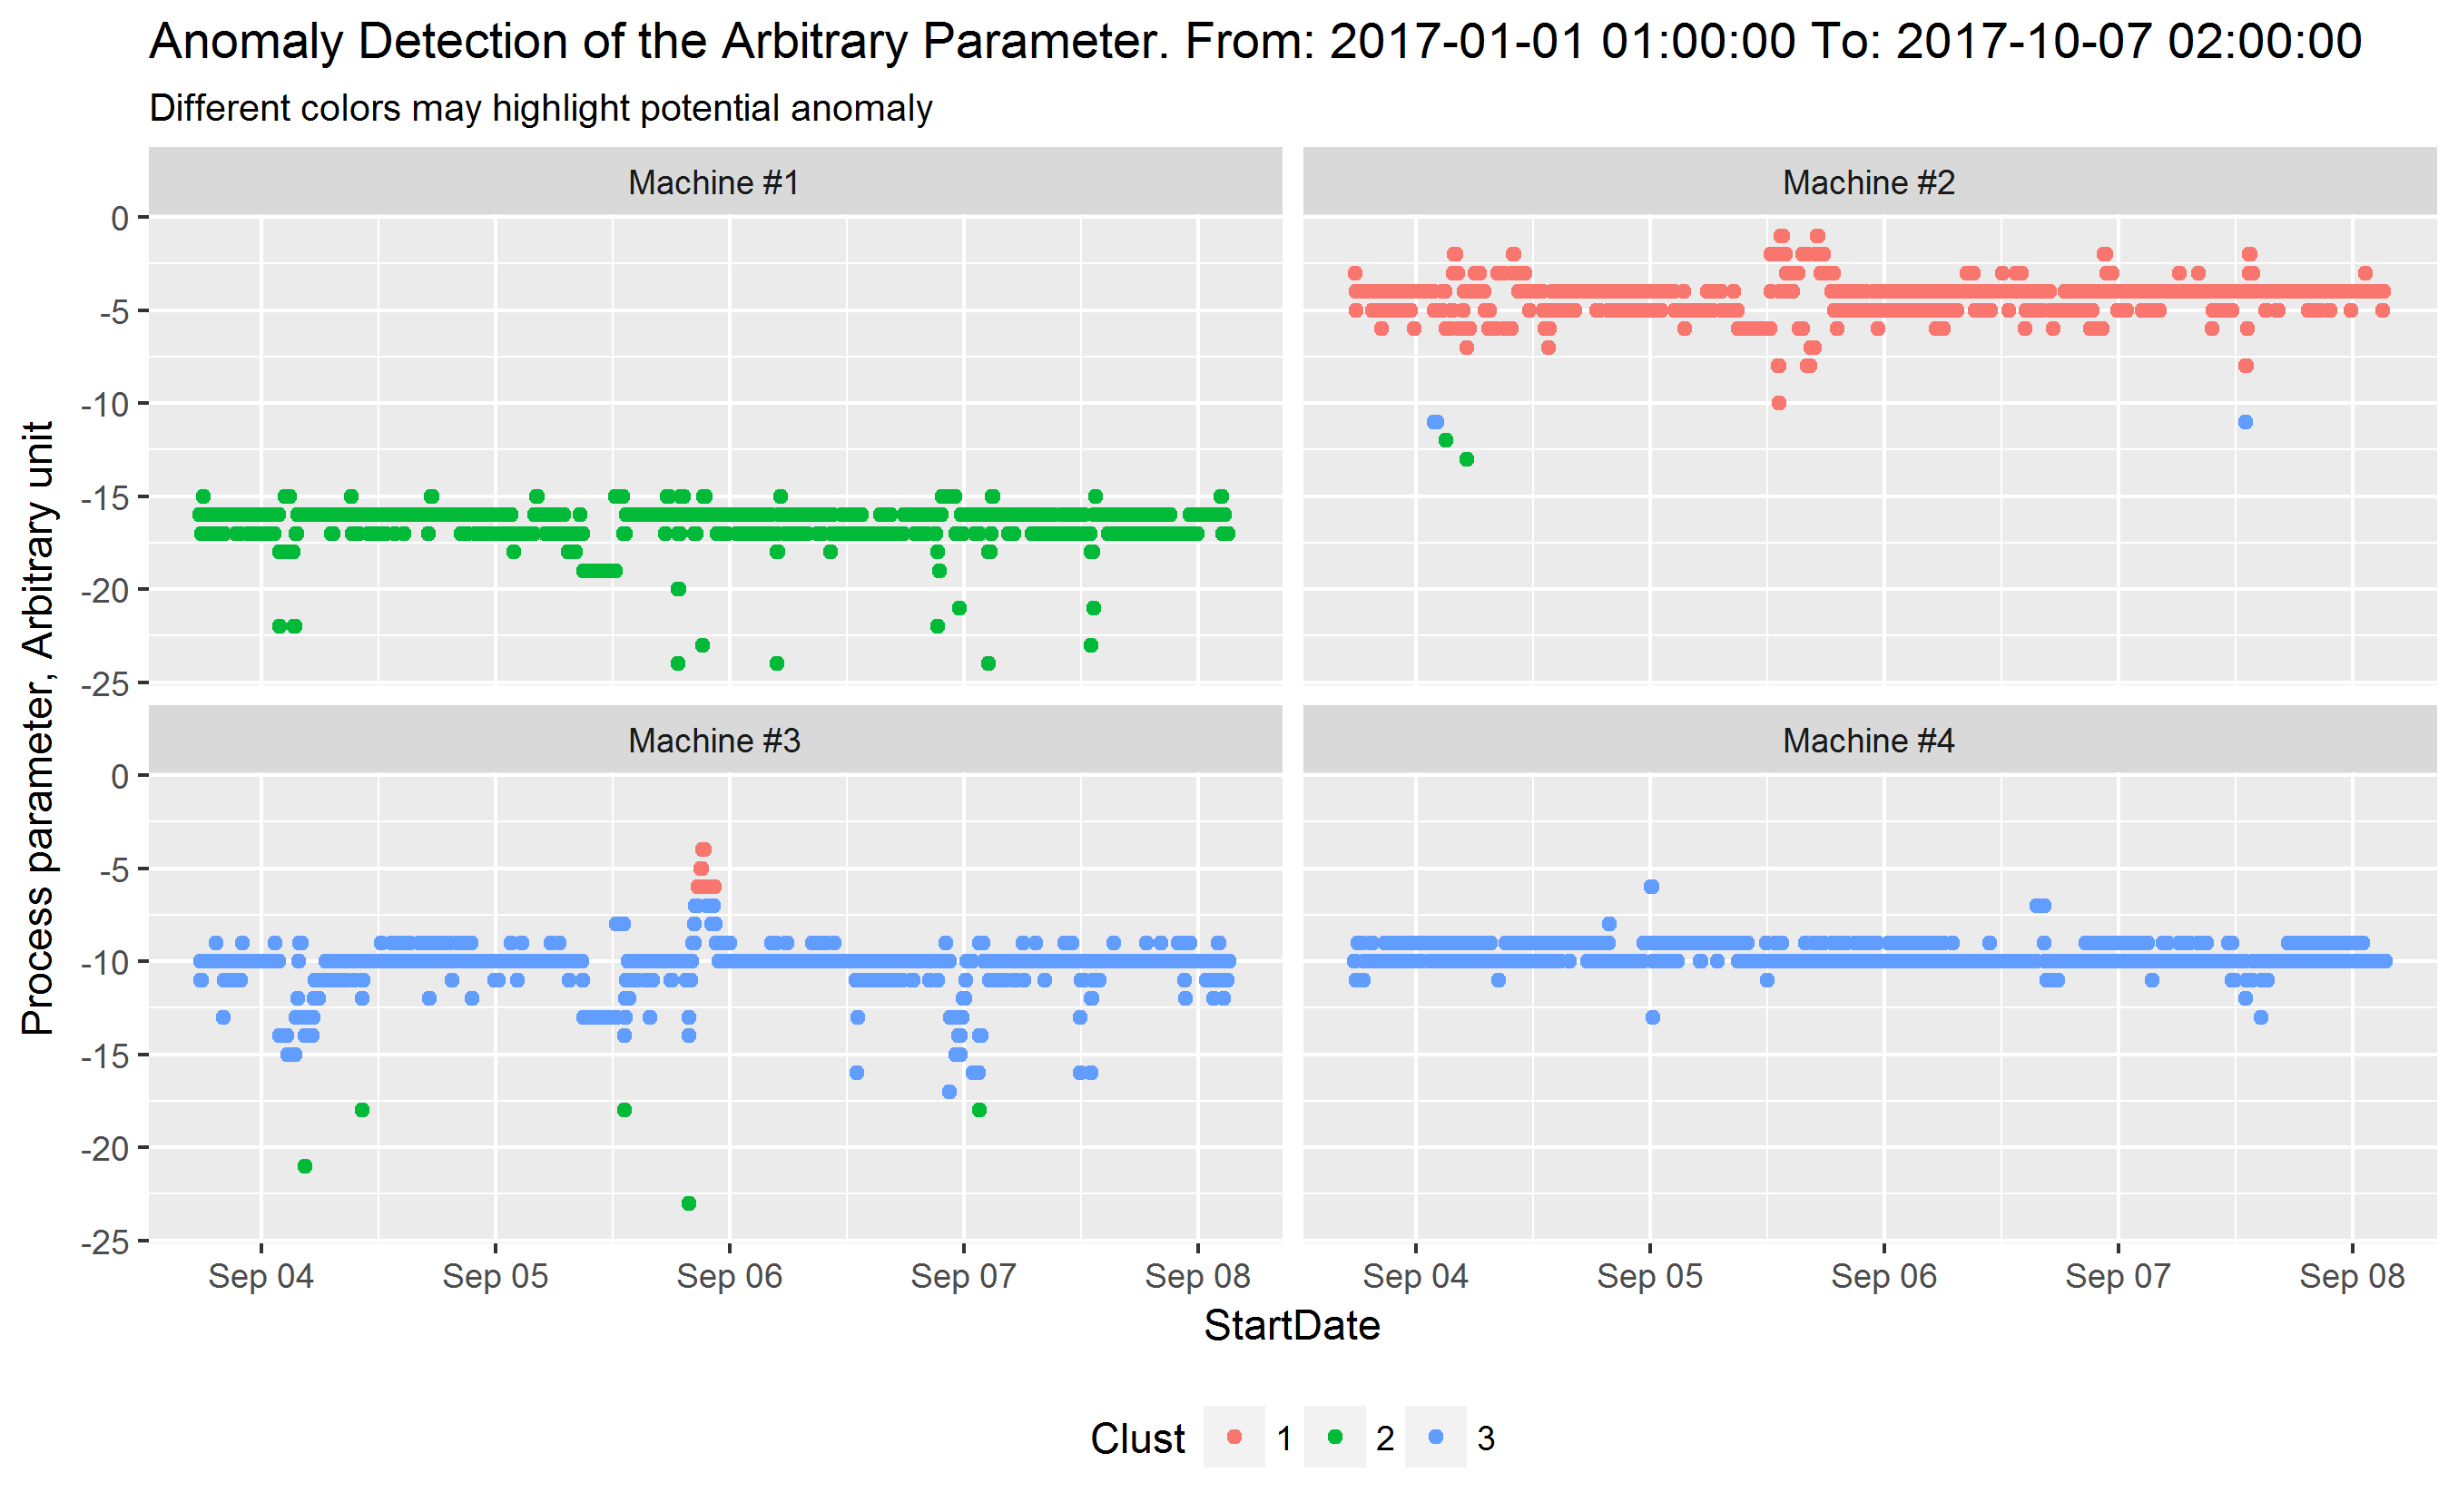 Anomaly Detection of the Arbitrary Parameter. From: 2017-01-01 01:00:00 To: 2017-10-07 02:00:00
Different colors may highlight potential anomaly
Machine #1
Machine #2
0
-5
-10
-15
-20
-25
Machine #3
Machine #4
0
-5
-10
-15
-20
-25
Process parameter, Arbitrary unit
Sep 04 Sep 05 Sep 06 Sep 07 Sep 08
Sep 04 Sep 05 Sep 06 Sep 07 Sep 08
StartDate
Clust 1 2 3